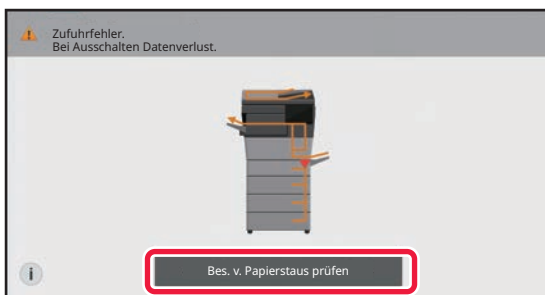 Zufuhrfehler.
Bei Ausschalten Datenverlust.
i
Bes. v. Papierstaus prüfen